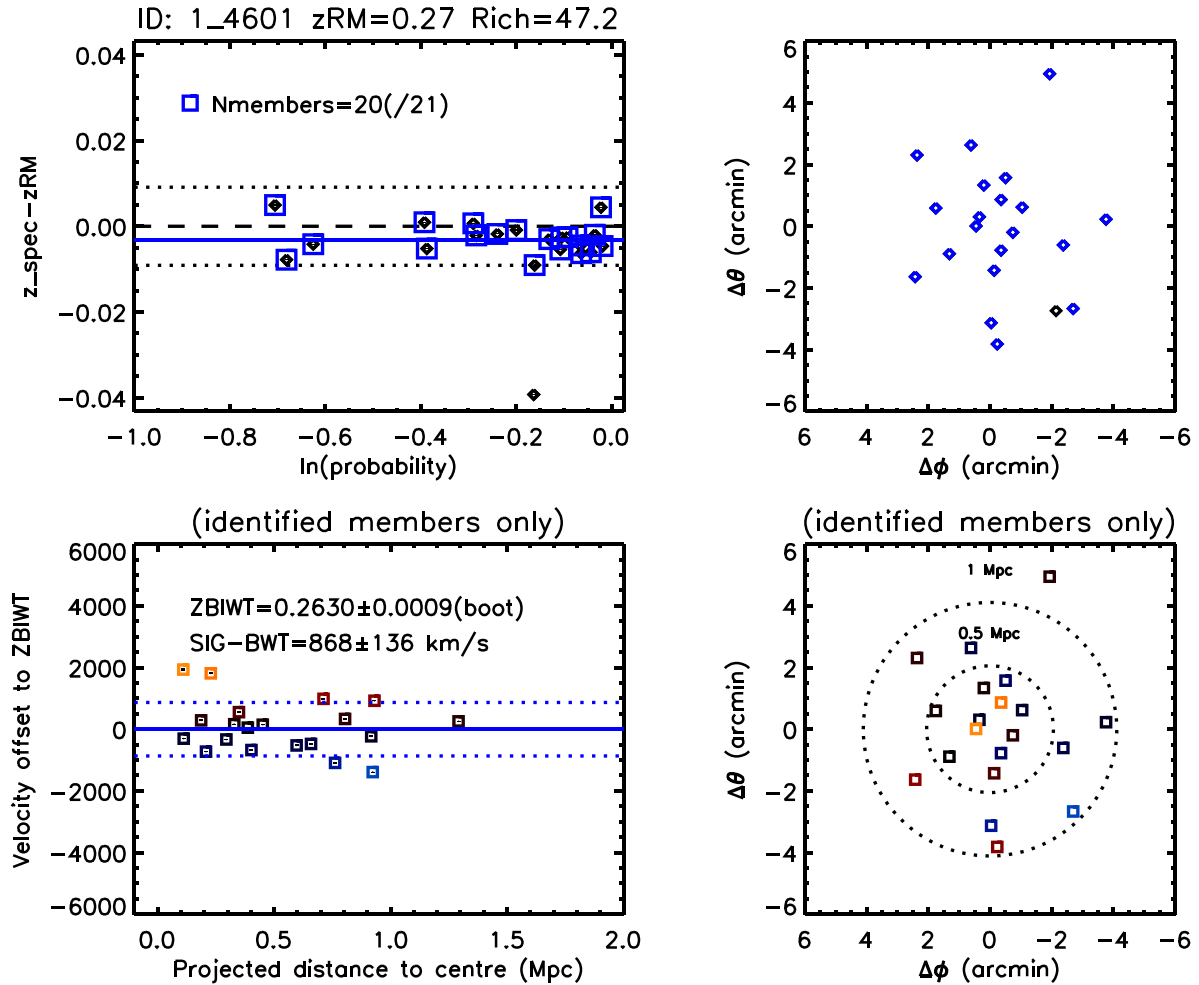 ID: 1_4601 zRM=0.27 Rich=47.2
0.04
0.02
0.00
−0.02
−0.04
z_spec−zRM
Nmembers=20(/21)
−1.0 −0.8 −0.6 −0.4 −0.2 0.0
ln(probability)
6
4
2
0
−2
−4
−6
Δθ (arcmin)
6 4 2 0 −2 −4 −6
Δϕ (arcmin)
(identified members only)
6000
4000
2000
0
−2000
−4000
−6000
Velocity offset to ZBIWT
ZBIWT=0.2630±0.0009(boot)
SIG−BWT=868±136 km/s
0.0 0.5 1.0 1.5 2.0
Projected distance to centre (Mpc)
(identified members only)
6
4
2
0
−2
−4
−6
Δθ (arcmin)
1 Mpc
0.5 Mpc
6 4 2 0 −2 −4 −6
Δϕ (arcmin)